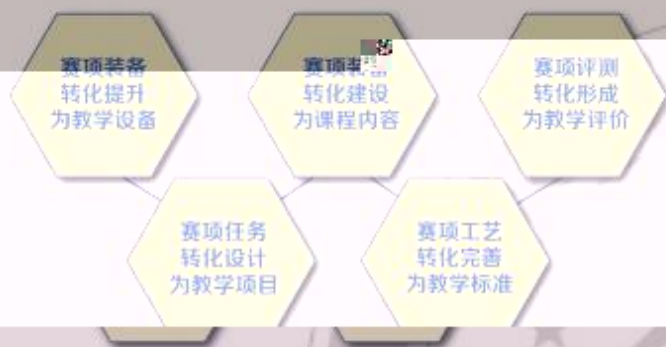 赛项装备
转化提升
为教学设备
赛项
转化建设
为课程内容
赛项评测
转化形成
为教学评价
赛项任务
转化设计
为教学项目
赛项工艺
转化完善
为教学标准